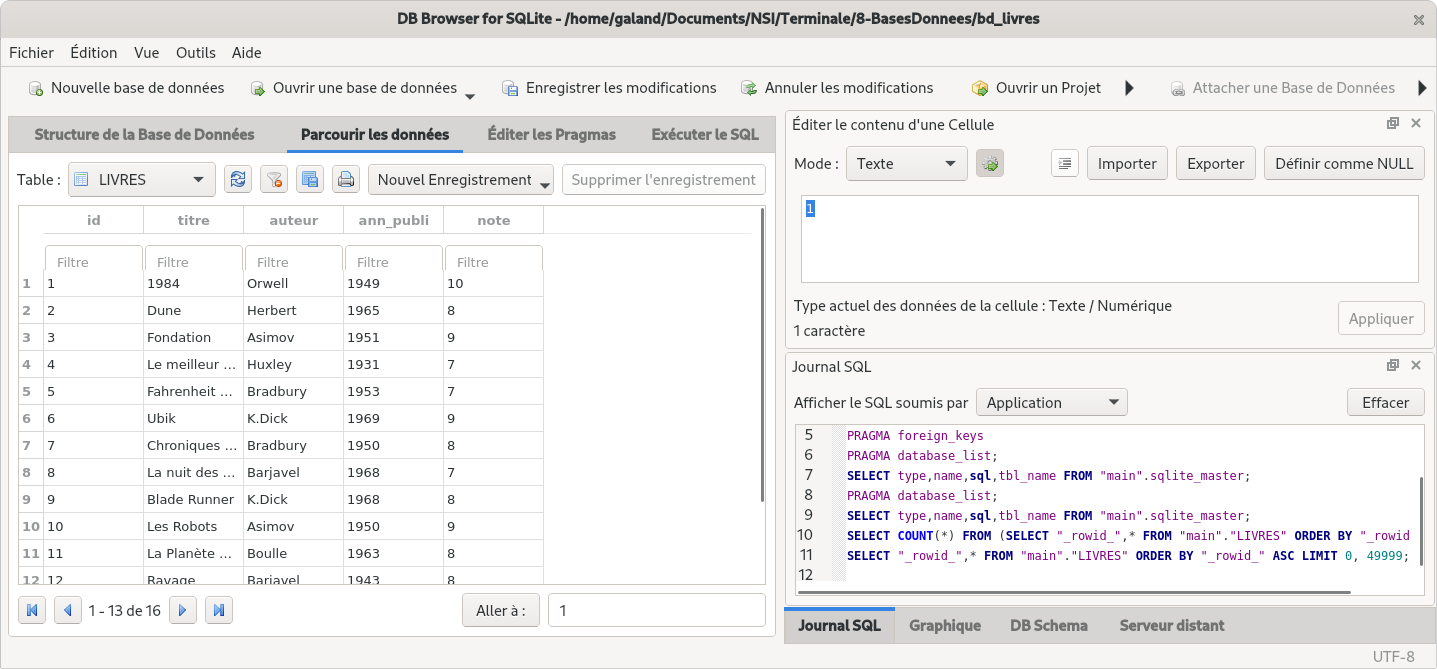 DB Browser for SQLite - /home/galand/Documents/NSI/Terminale/8-BasesDonnees/bd_livres
Fichier Édition Vue Outils Aide
Nouvelle base de données Ouvrir une base de données Enregistrer les modifications Annuler les modifications Ouvrir un Projet Attacher une Base de Données
Structure de la Base de Données Parcourir les données Éditer les Pragmas Exécuter le SQL
Table : LIVRES Nouvel Enregistrement Supprimer l'enregistrement
id titre auteur ann_publi note
Filtre Filtre Filtre Filtre Filtre
1 1 1984 Orwell 1949 10
2 2 Dune Herbert 1965 8
3 3 Fondation Asimov 1951 9
4 4 Le meilleur ... Huxley 1931 7
5 5 Fahrenheit ... Bradbury 1953 7
6 6 Ubik K.Dick 1969 9
7 7 Chroniques ... Bradbury 1950 8
8 8 La nuit des ... Barjavel 1968 7
9 9 Blade Runner K.Dick 1968 8
10 10 Les Robots Asimov 1950 9
11 11 La Planète ... Boulle 1963 8
12 12 Ravage Barjavel 1943 8
1 - 13 de 16 Aller à : 1
Éditer le contenu d'une Cellule
Mode : Texte Importer Exporter Définir comme NULL
1
Type actuel des données de la cellule : Texte / Numérique
1 caractère
Appliquer
Journal SQL
Afficher le SQL soumis par Application Effacer
5 PRAGMA foreign_keys
6 PRAGMA database_list;
7 SELECT type,name,sql,tbl_name FROM "main".sqlite_master;
8 PRAGMA database_list;
9 SELECT type,name,sql,tbl_name FROM "main".sqlite_master;
10 SELECT COUNT(*) FROM (SELECT "_rowid_",* FROM "main"."LIVRES" ORDER BY "_rowid
11 SELECT "_rowid_",* FROM "main"."LIVRES" ORDER BY "_rowid_" ASC LIMIT 0, 49999;
12
Journal SQL Graphique DB Schema Serveur distant
UTF-8